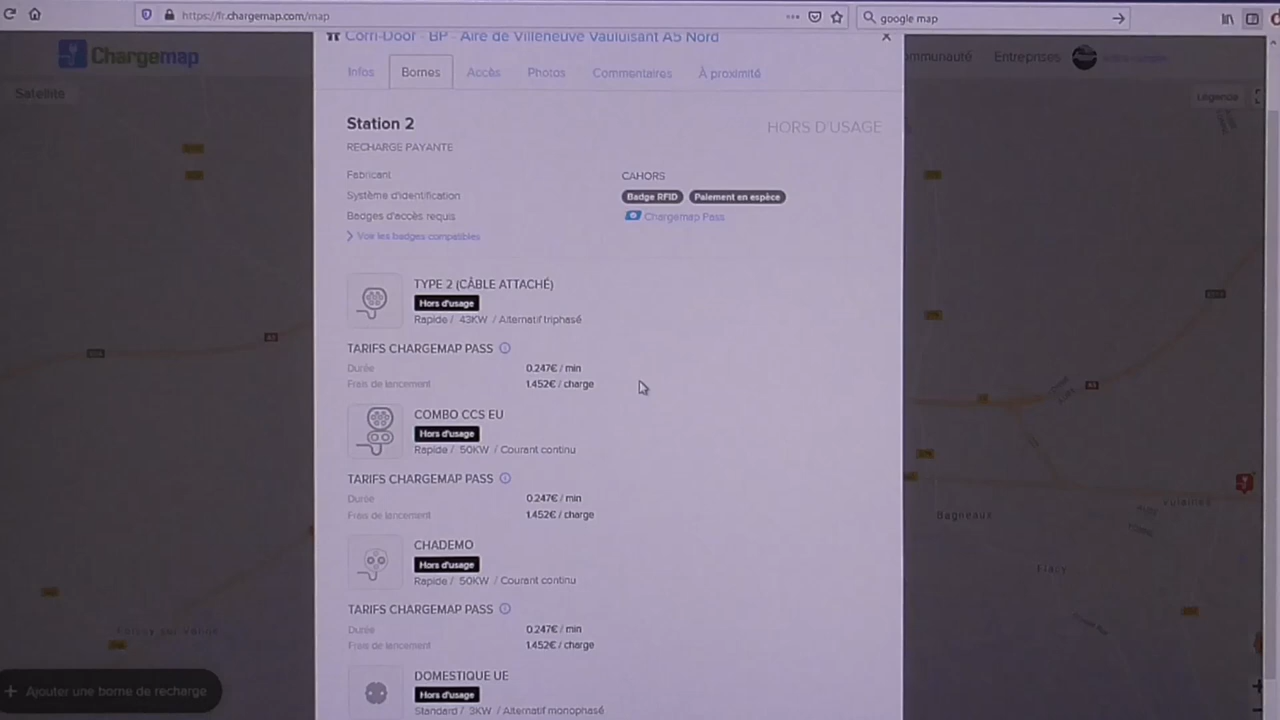 https://fr.chargemap.com/map
google map
Corri-Door - BP - Aire de Villeneuve Vauluisant A5 Nord
Chargemap
Infos
Bornes
Accès
Photos
Commentaires
À proximité
mmunauté
Entreprises
Satellite
Légende
Station 2
HORS D'USAGE
RECHARGE PAYANTE
Fabricant
CAHORS
Système d'identification
Badge RFID
Paiement en espèce
Badges d'accès requis
Chargemap Pass
Voir les badges compatibles
TYPE 2 (CÂBLE ATTACHÉ)
Hors d'usage
Rapide / 43KW / Alternatif triphasé
TARIFS CHARGEMAP PASS
Durée
0.247€ / min
Frais de lancement
1.452€ / charge
COMBO CCS EU
Hors d'usage
Rapide / 50KW / Courant continu
TARIFS CHARGEMAP PASS
Durée
0.247€ / min
Frais de lancement
1.452€ / charge
Bagneaux
Vulaines
CHADEMO
Hors d'usage
Rapide / 50KW / Courant continu
Flacy
TARIFS CHARGEMAP PASS
Durée
0.247€ / min
Frais de lancement
1.452€ / charge
DOMESTIQUE UE
Hors d'usage
Standard / 3KW / Alternatif monophasé
+ Ajouter une borne de recharge